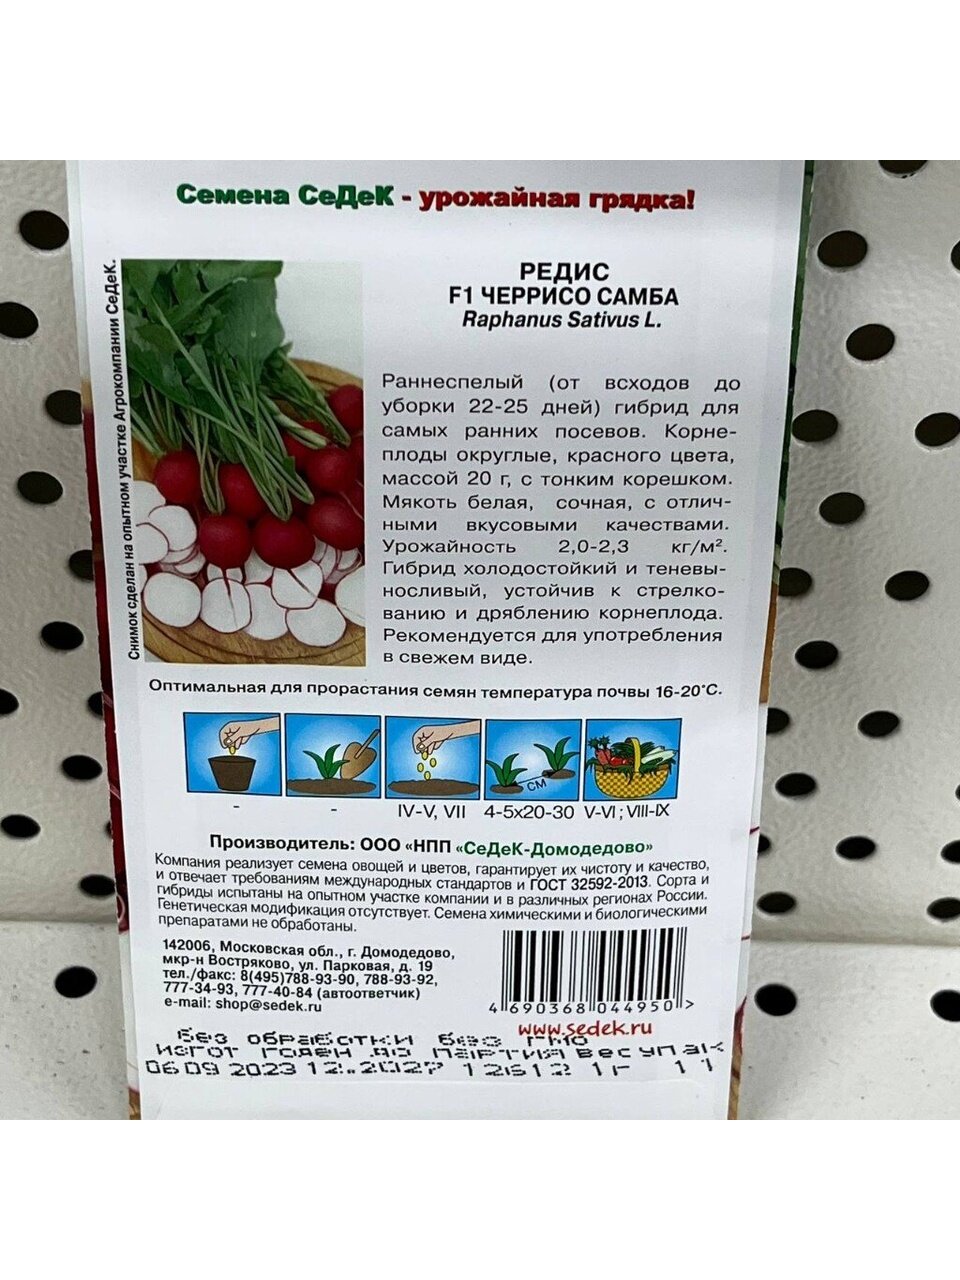 Семена СеДеК - урожайная грядка!
Снимок сделан на опытном участке Агрокомпании СеДеК.
РЕДИС
F1 ЧЕРРИСО САМБА
Raphanus Sativus L.
Раннеспелый (от всходов до
уборки 22-25 дней) гибрид для
самых ранних посевов. Корне-
плоды округлые, красного цвета,
массой 20 г, с тонким корешком.
Мякоть белая, сочная, с отлич-
ными вкусовыми качествами.
Урожайность 2,0-2,3 кг/м².
Гибрид холодостойкий и теневы-
носливый, устойчив к стрелко-
ванию и дряблению корнеплода.
Рекомендуется для употребления
в свежем виде.
Оптимальная для прорастания семян температура почвы 16-20°С.
СМ
- - IV-V, VII 4-5x20-30 V-VI ; VIII-IX
Производитель: ООО «НПП «СеДеК-Домодедово»
Компания реализует семена овощей и цветов, гарантирует их чистоту и качество,
и отвечает требованиям международных стандартов и ГОСТ 32592-2013. Сорта и
гибриды испытаны на опытном участке компании и в различных регионах России.
Генетическая модификация отсутствует. Семена химическими и биологическими
препаратами не обработаны.
142006, Московская обл., г. Домодедово,
мкр-н Востряково, ул. Парковая, д. 19
тел./факс: 8(495)788-93-90, 788-93-92,
777-34-93, 777-40-84 (автоответчик)
e-mail: shop@sedek.ru
4 690368 044950 >
www.sedek.ru
Без обработки без ГМО
Изгот Годен до Партия Вес упак
06.09 2023 12.2027 12612 1г 11